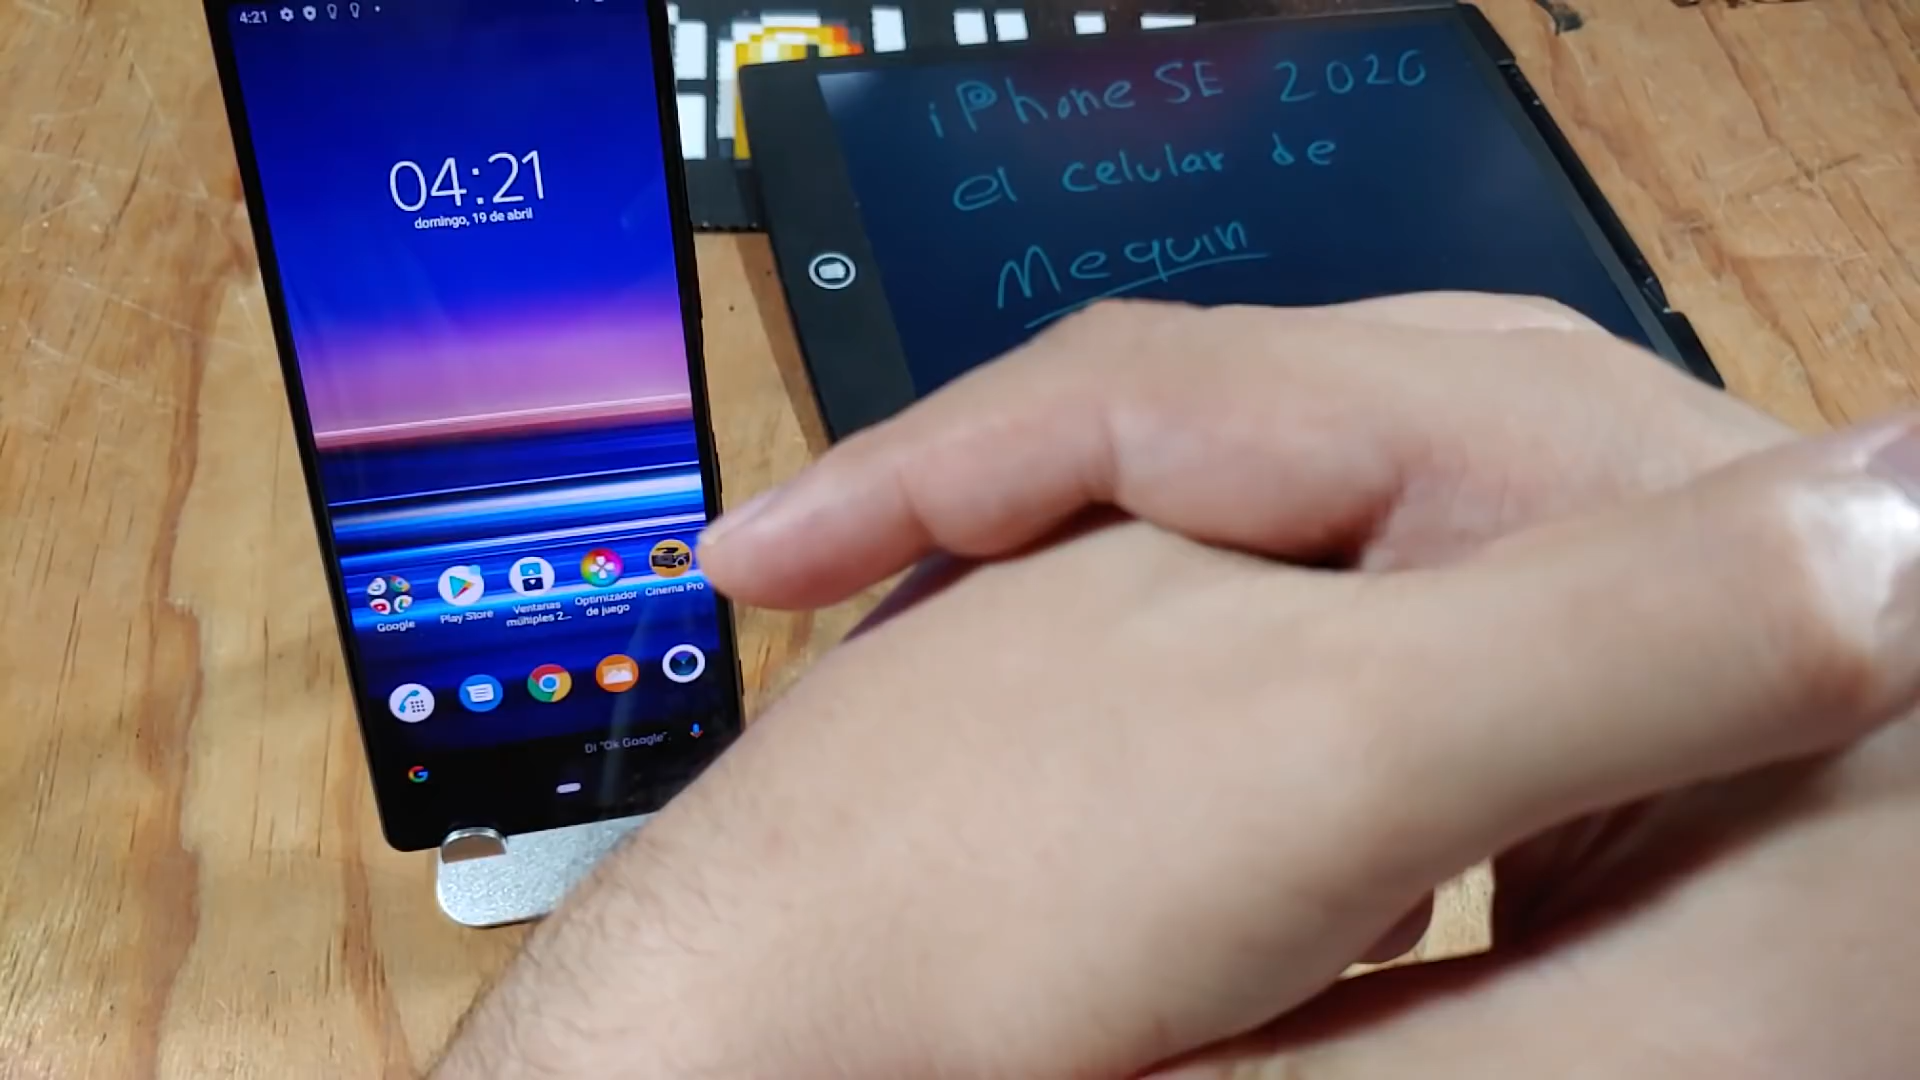 4:21
04:21
domingo, 19 de abril
Google
Play Store
Ventanas
múltiples 2...
Optimizador
de juego
Cinema Pro
Di "Ok Google".
iPhone SE 2020
el celular de
Mequin